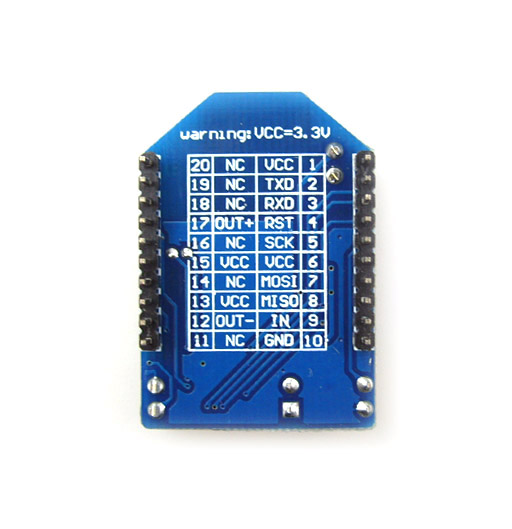 warning:VCC=3.3V
20 NC VCC 1
19 NC TXD 2
18 NC RXD 3
17 OUT+ RST 4
16 NC SCK 5
15 VCC VCC 6
14 NC MOSI 7
13 VCC MISO 8
12 OUT- IN 9
11 NC GND 10